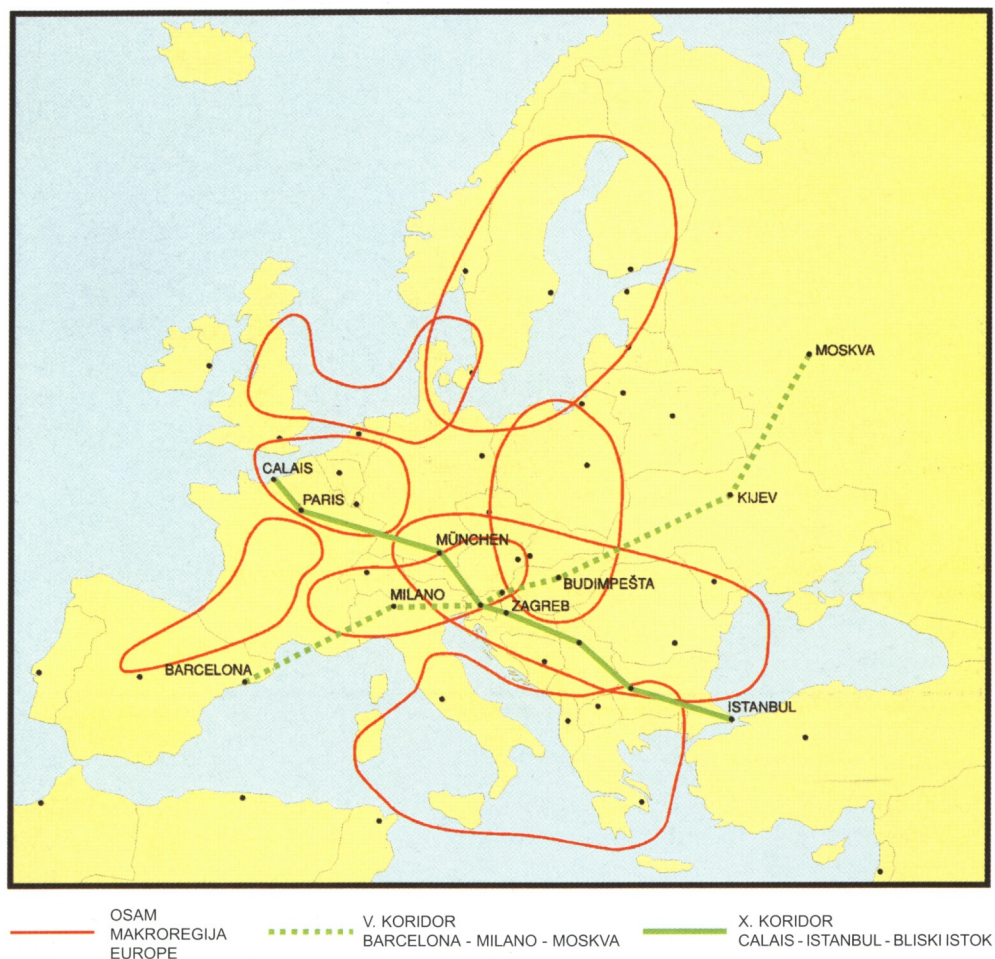 MOSKVA
CALAIS
PARIS
KIJEV
MÜNCHEN
BUDIMPEŠTA
MILANO
ZAGREB
BARCELONA
ISTANBUL
OSAM
MAKROREGIJA
EUROPE
V. KORIDOR
BARCELONA - MILANO - MOSKVA
X. KORIDOR
CALAIS - ISTANBUL - BLISKI ISTOK